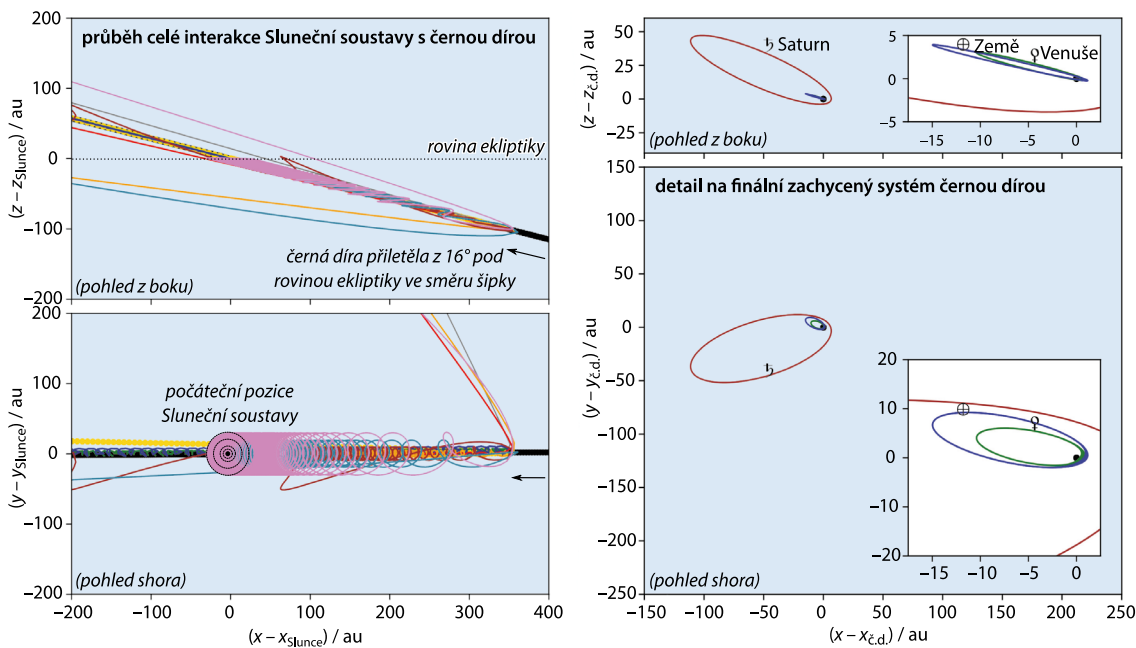 průběh celé interakce Sluneční soustavy s černou dírou
200
100
0
−100
−200
(z − zSlunce) / au
rovina ekliptiky
černá díra přiletěla z 16° pod
rovinou ekliptiky ve směru šipky
(pohled z boku)
200
100
0
−100
−200
(y − ySlunce) / au
počáteční pozice
Sluneční soustavy
(pohled shora)
−200 −100 0 100 200 300 400
(x − xSlunce) / au
50
25
0
−25
(z − zč.d.) / au
♄ Saturn
(pohled z boku)
5
0
−5
⊕ Země
♀ Venuše
−15 −10 −5 0
detail na finální zachycený systém černou dírou
150
100
50
0
−50
−100
−150
−200
−250
(y − yč.d.) / au
♄
20
10
0
−10
−20
⊕
♀
−15 −10 −5 0
(pohled shora)
−150 −100 −50 0 50 100 150 200 250
(x − xč.d.) / au